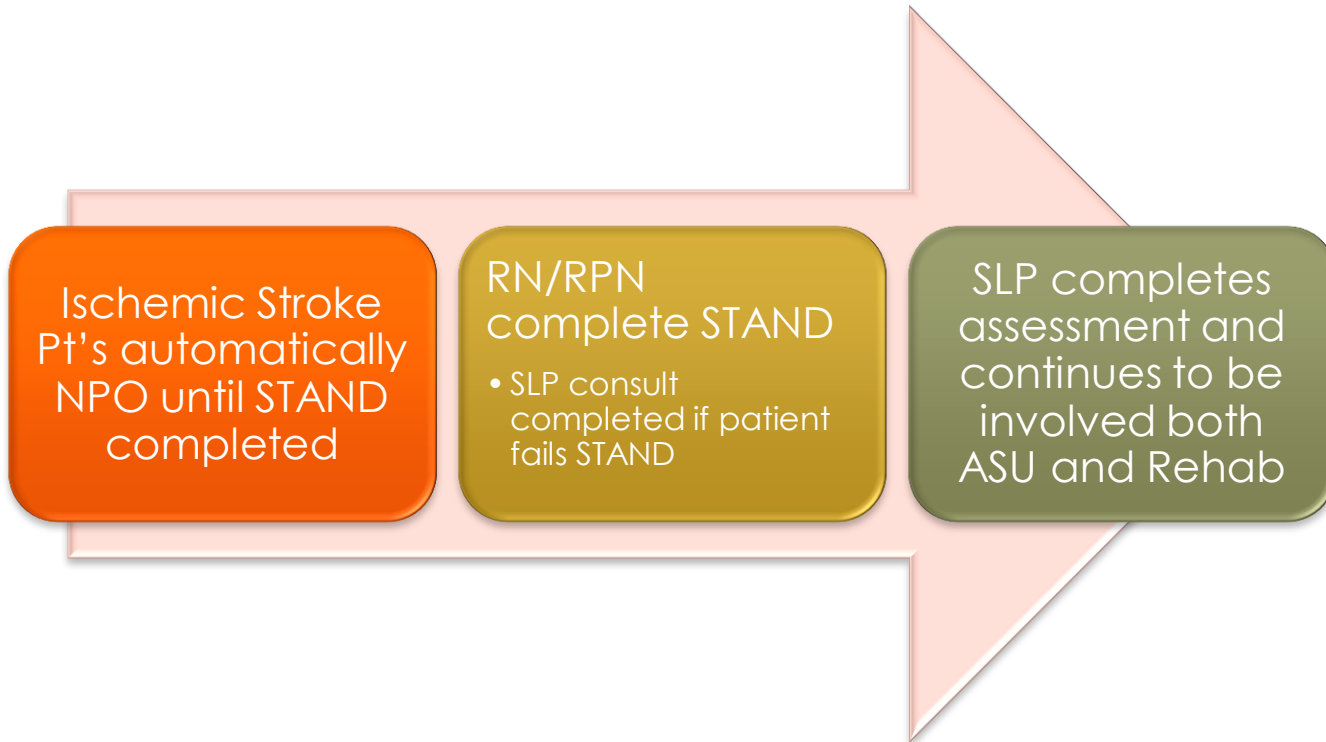 Ischemic Stroke
Pt's automatically
NPO until STAND
completed
RN/RPN
complete STAND
• SLP consult
completed if patient
fails STAND
SLP completes
assessment and
continues to be
involved both
ASU and Rehab